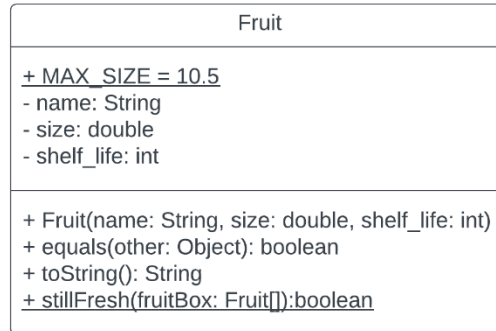 Fruit
+ MAX_SIZE = 10.5
- name: String
- size: double
- shelf_life: int
+ Fruit(name: String, size: double, shelf_life: int)
+ equals(other: Object): boolean
+ toString(): String
+ stillFresh(fruitBox: Fruit[]):boolean